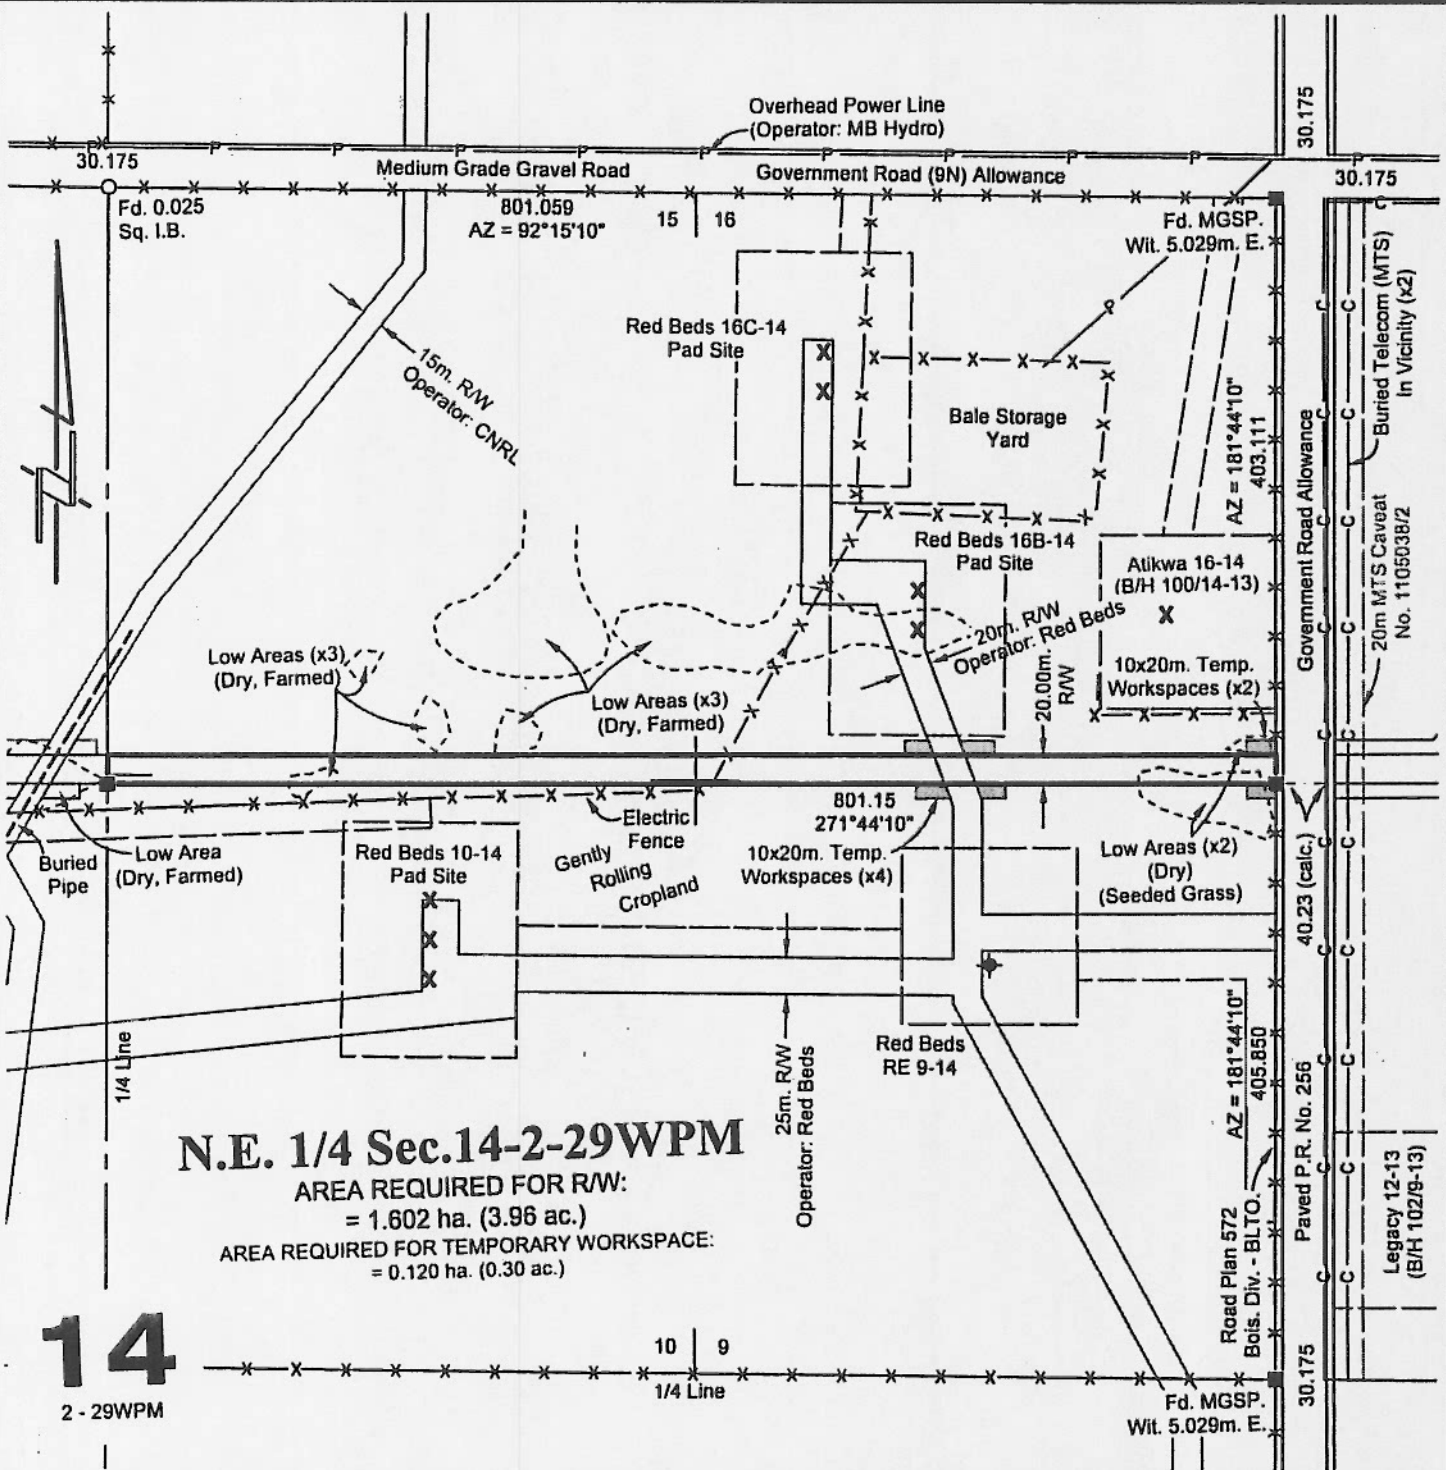 Overhead Power Line
(Operator: MB Hydro)
30.175
30.175
Medium Grade Gravel Road
Government Road (9N) Allowance
30.175
Fd. 0.025
Sq. I.B.
801.059
AZ = 92°15'10"
15
16
Fd. MGSP.
Wit. 5.029m. E.
Buried Telecom (MTS)
In Vicinity (x2)
Red Beds 16C-14
Pad Site
15m. R/W
Operator: CNRL
Bale Storage
Yard
AZ = 181°44'10"
403.111
Government Road Allowance
20m MTS Caveat
No. 1105038/2
Red Beds 16B-14
Pad Site
Atikwa 16-14
(B/H 100/14-13)
20m. R/W
Operator: Red Beds
Low Areas (x3)
(Dry, Farmed)
Low Areas (x3)
(Dry, Farmed)
20.00m.
R/W
10x20m. Temp.
Workspaces (x2)
801.15
271°44'10"
Electric
Fence
Buried
Pipe
Low Area
(Dry, Farmed)
Red Beds 10-14
Pad Site
Gently
Rolling
Cropland
10x20m. Temp.
Workspaces (x4)
Low Areas (x2)
(Dry)
(Seeded Grass)
40.23 (calc.)
1/4 Line
25m. R/W
Operator: Red Beds
Red Beds
RE 9-14
AZ = 181°44'10"
405.850
Paved P.R. No. 256
N.E. 1/4 Sec.14-2-29WPM
AREA REQUIRED FOR R/W:
= 1.602 ha. (3.96 ac.)
AREA REQUIRED FOR TEMPORARY WORKSPACE:
= 0.120 ha. (0.30 ac.)
Road Plan 572
Bois. Div. - BLTO.
Legacy 12-13
(B/H 102/9-13)
14
2 - 29WPM
10
9
1/4 Line
30.175
Fd. MGSP.
Wit. 5.029m. E.